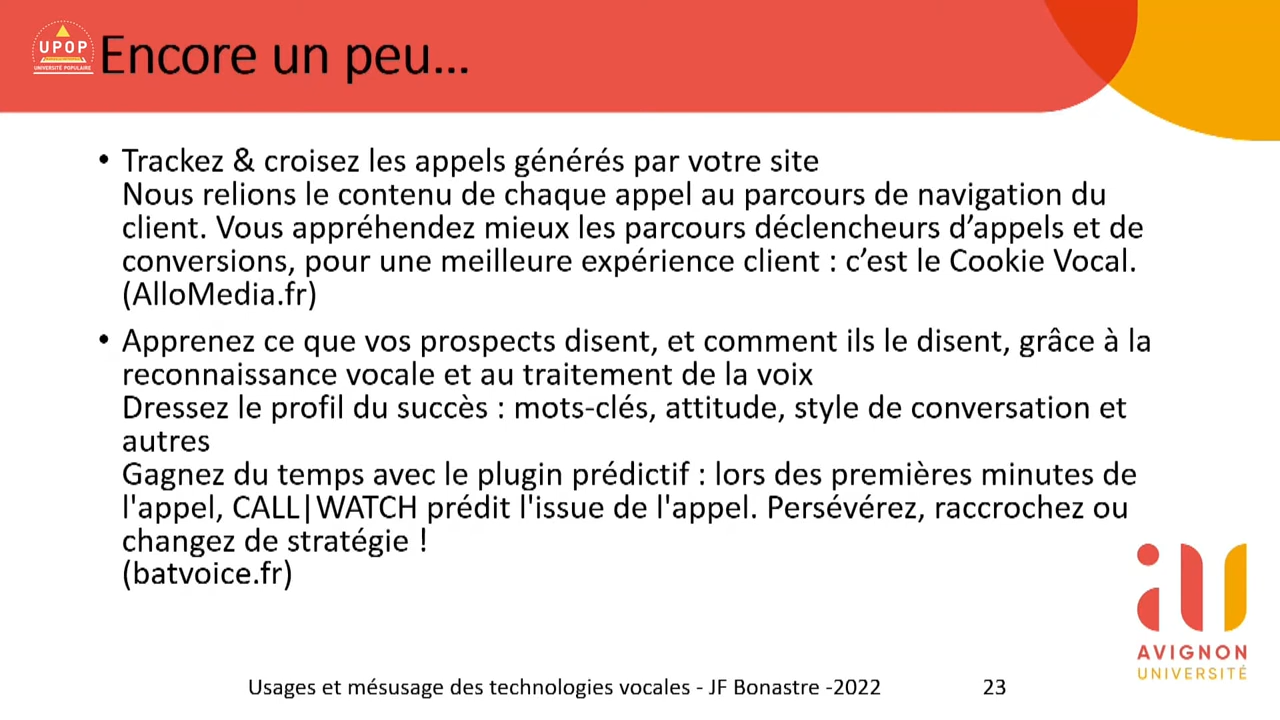 UPOP
UNIVERSITÉ POPULAIRE
Encore un peu...
• Trackez & croisez les appels générés par votre site
Nous relions le contenu de chaque appel au parcours de navigation du
client. Vous appréhendez mieux les parcours déclencheurs d’appels et de
conversions, pour une meilleure expérience client : c’est le Cookie Vocal.
(AlloMedia.fr)
• Apprenez ce que vos prospects disent, et comment ils le disent, grâce à la
reconnaissance vocale et au traitement de la voix
Dressez le profil du succès : mots-clés, attitude, style de conversation et
autres
Gagnez du temps avec le plugin prédictif : lors des premières minutes de
l'appel, CALL|WATCH prédit l'issue de l'appel. Persévérez, raccrochez ou
changez de stratégie !
(batvoice.fr)
AVIGNON
UNIVERSITÉ
Usages et mésusage des technologies vocales - JF Bonastre -2022
23